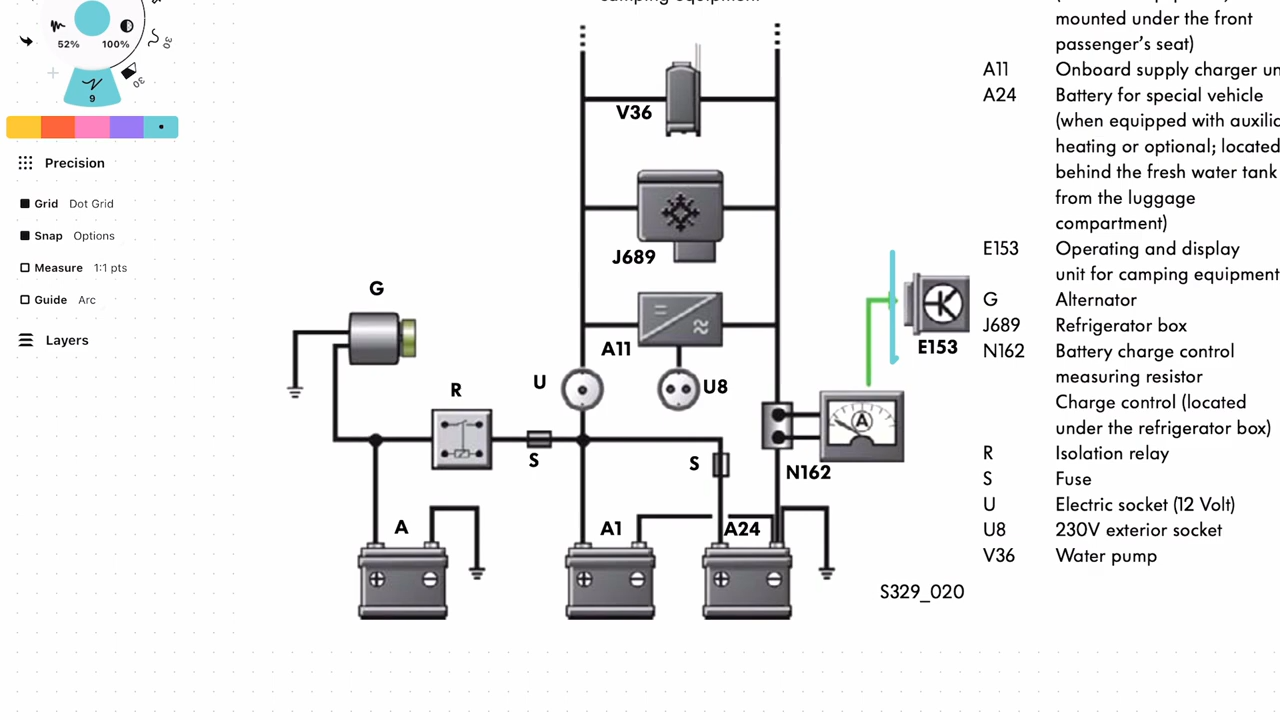 camping equipment
52%
100%
30
30
9
Precision
Grid Dot Grid
Snap Options
Measure 1:1 pts
Guide Arc
Layers
V36
J689
G
A11
E153
U
U8
R
A
S
S
N162
A
A1
A24
S329_020
mounted under the front
passenger's seat)
A11 Onboard supply charger
A24 Battery for special vehicle
(when equipped with
heating or optional; located
behind the fresh water tank
from the luggage
compartment)
E153 Operating and display
unit for camping equipment
G Alternator
J689 Refrigerator box
N162 Battery charge control
measuring resistor
Charge control (located
under the refrigerator box)
R Isolation relay
S Fuse
U Electric socket (12 Volt)
U8 230V exterior socket
V36 Water pump